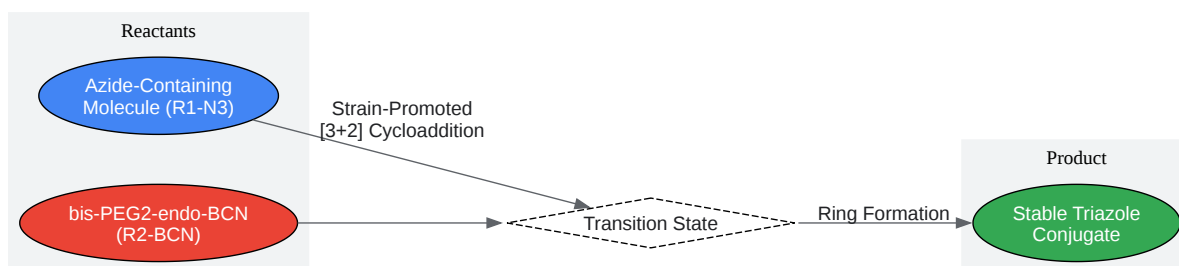 Reactants
Azide-Containing
Molecule (R1-N3)
Strain-Promoted
[3+2] Cycloaddition
bis-PEG2-endo-BCN
(R2-BCN)
Transition State
Ring Formation
Product
Stable Triazole
Conjugate